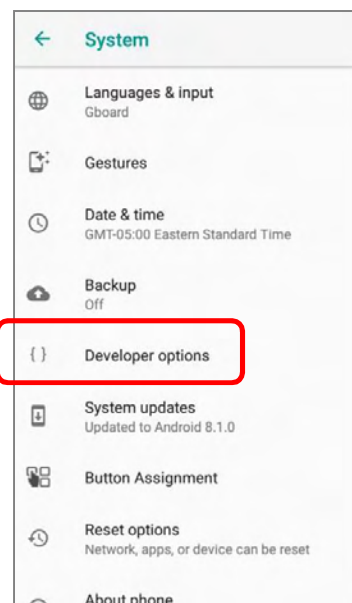 System
Languages & input
Gboard
Gestures
Date & time
GMT-05:00 Eastern Standard Time
Backup
Off
{ } Developer options
System updates
Updated to Android 8.1.0
Button Assignment
Reset options
Network, apps, or device can be reset
About phone